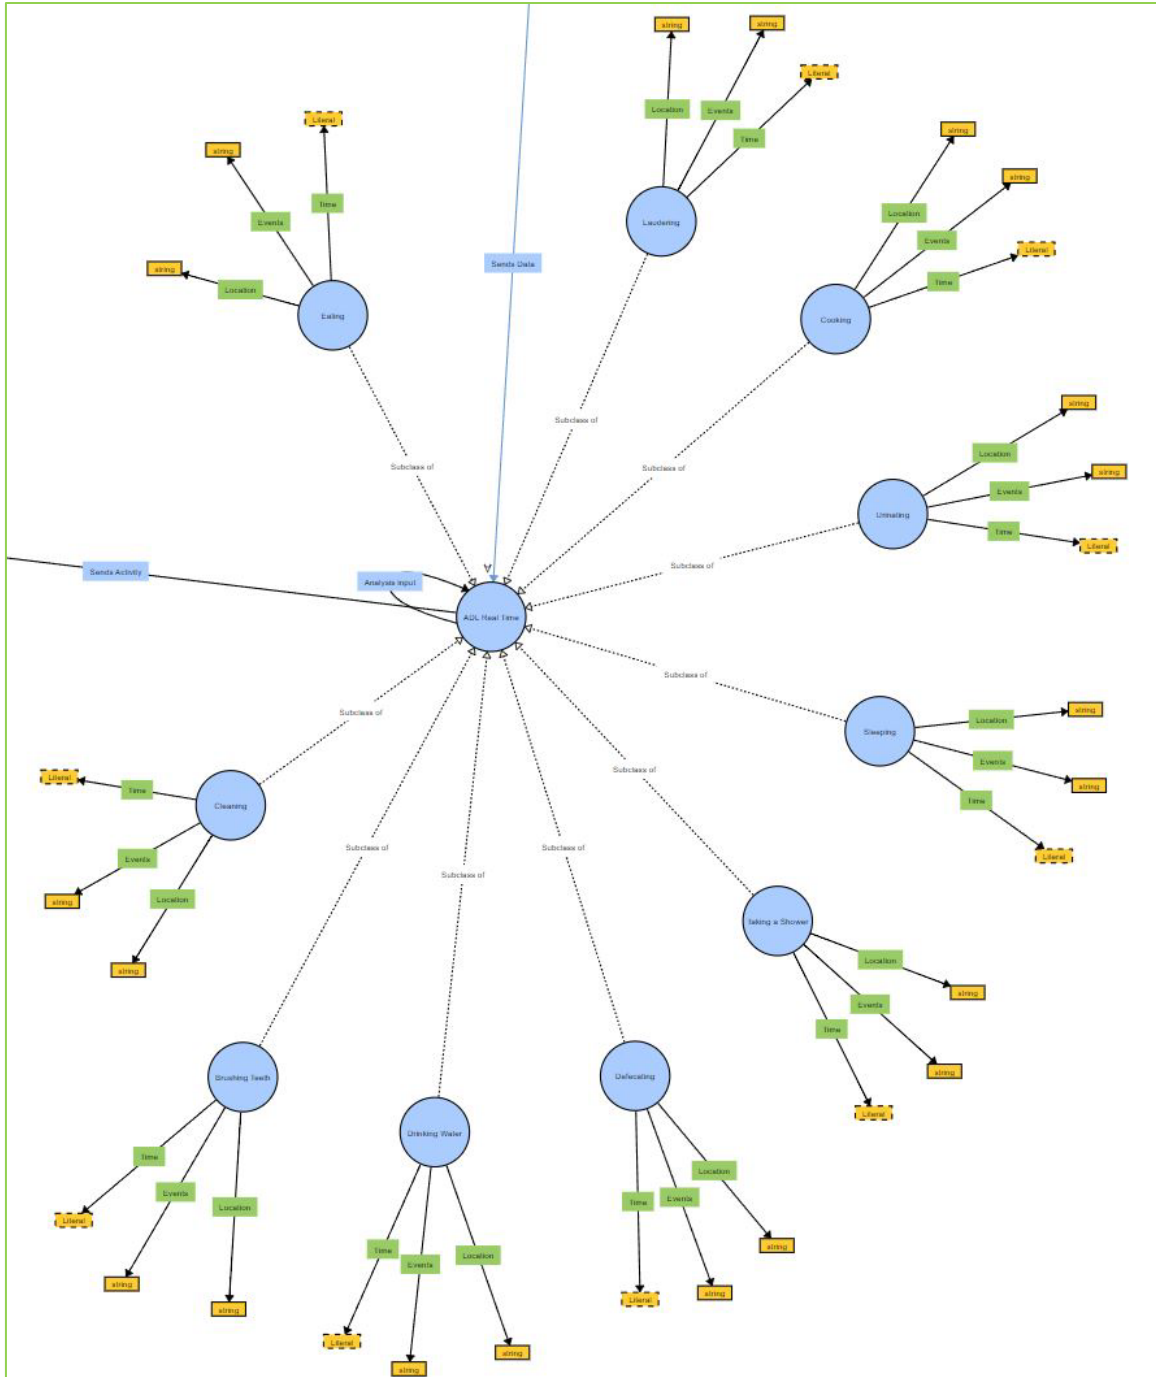 string
string
Literal
Location
Events
Time
Laudering
Literal
string
Time
Events
string
Location
Eating
string
string
Location
Events
Literal
Time
Cooking
Sends Data
Subclass of
Subclass of
Subclass of
string
Location
string
Events
Urinating
Time
Literal
Subclass of
Sends Activity
Analysis input
ADL Real Time
Subclass of
Sleeping
Location
string
Events
string
Time
Literal
Subclass of
Cleaning
Literal
Time
Events
string
Location
string
Subclass of
Taking a Shower
Location
string
Events
string
Time
Literal
Subclass of
Subclass of
Subclass of
Brushing Teeth
Time
Literal
Events
string
Location
string
Drinking Water
Time
Literal
Events
string
Location
string
Defecating
Time
Literal
Events
string
Location
string